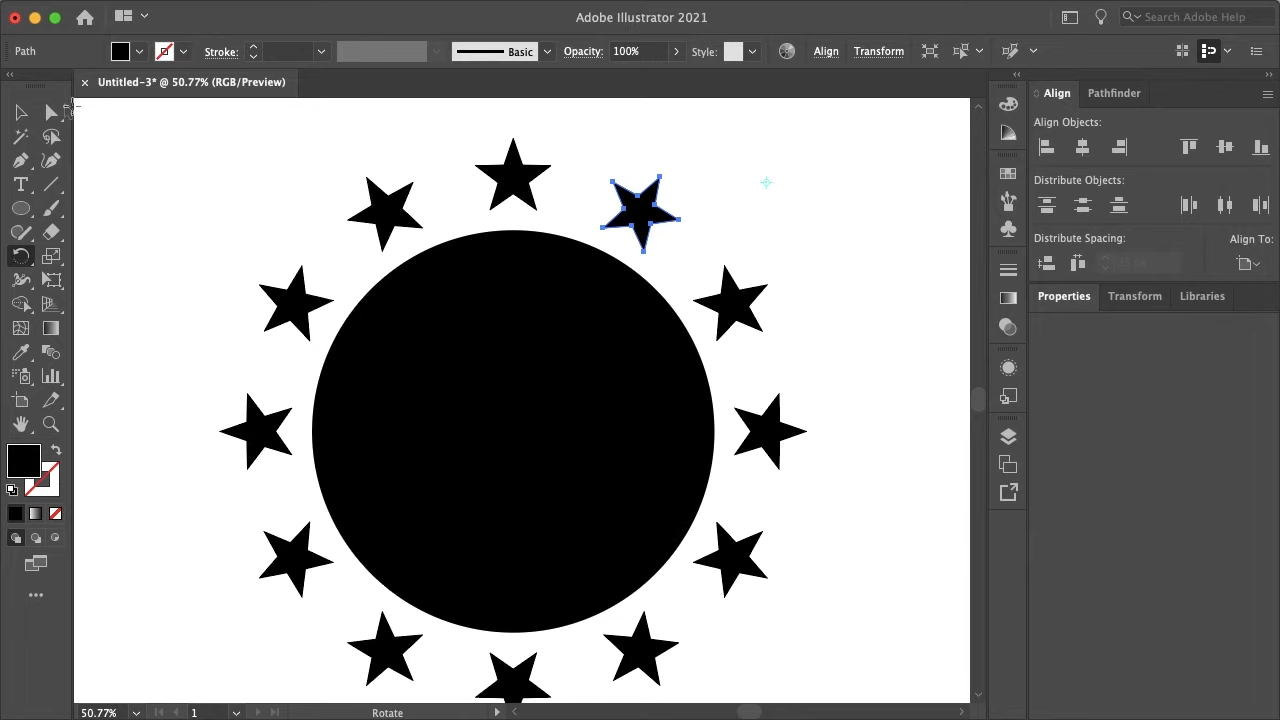 Adobe Illustrator 2021
Search Adobe Help
Path
Stroke:
Basic
Opacity:
100%
Style:
Align
Transform
× Untitled-3* @ 50.77% (RGB/Preview)
Align
Pathfinder
Align Objects:
Distribute Objects:
Distribute Spacing:
Align To:
Properties
Transform
Libraries
50.77%
1
Rotate